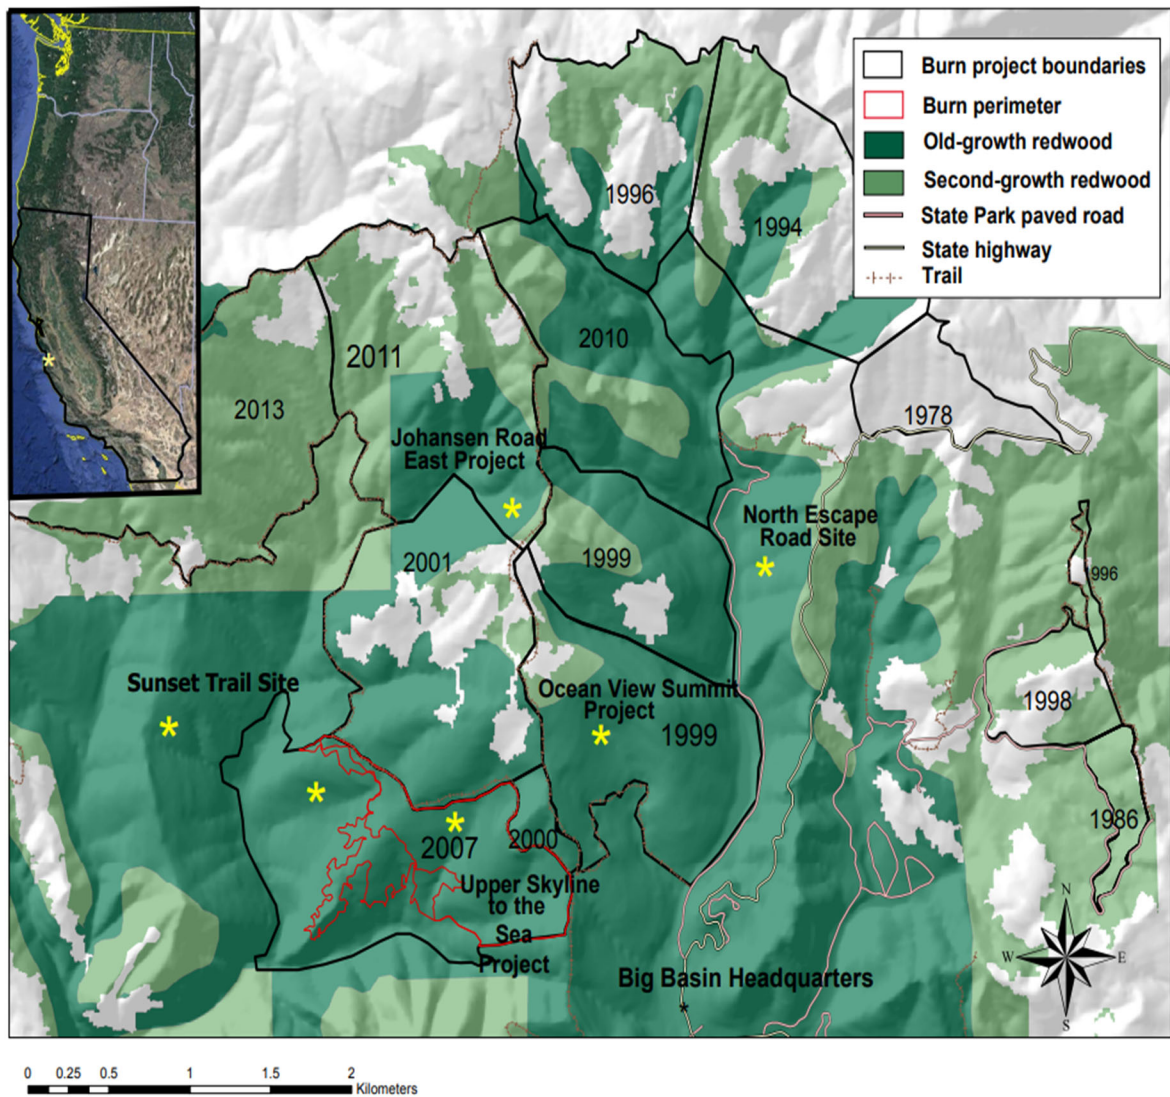 Burn project boundaries
Burn perimeter
Old-growth redwood
Second-growth redwood
State Park paved road
State highway
Trail
1996
1994
2010
2011
2013
1978
Johansen Road
East Project
North Escape
Road Site
2001
1999
996
Sunset Trail Site
Ocean View Summit
Project
1999
1998
2007
2000
1986
Upper Skyline
to the
Sea
Project
Big Basin Headquarters
N
W
E
S
0 0.25 0.5 1 1.5 2
Kilometers